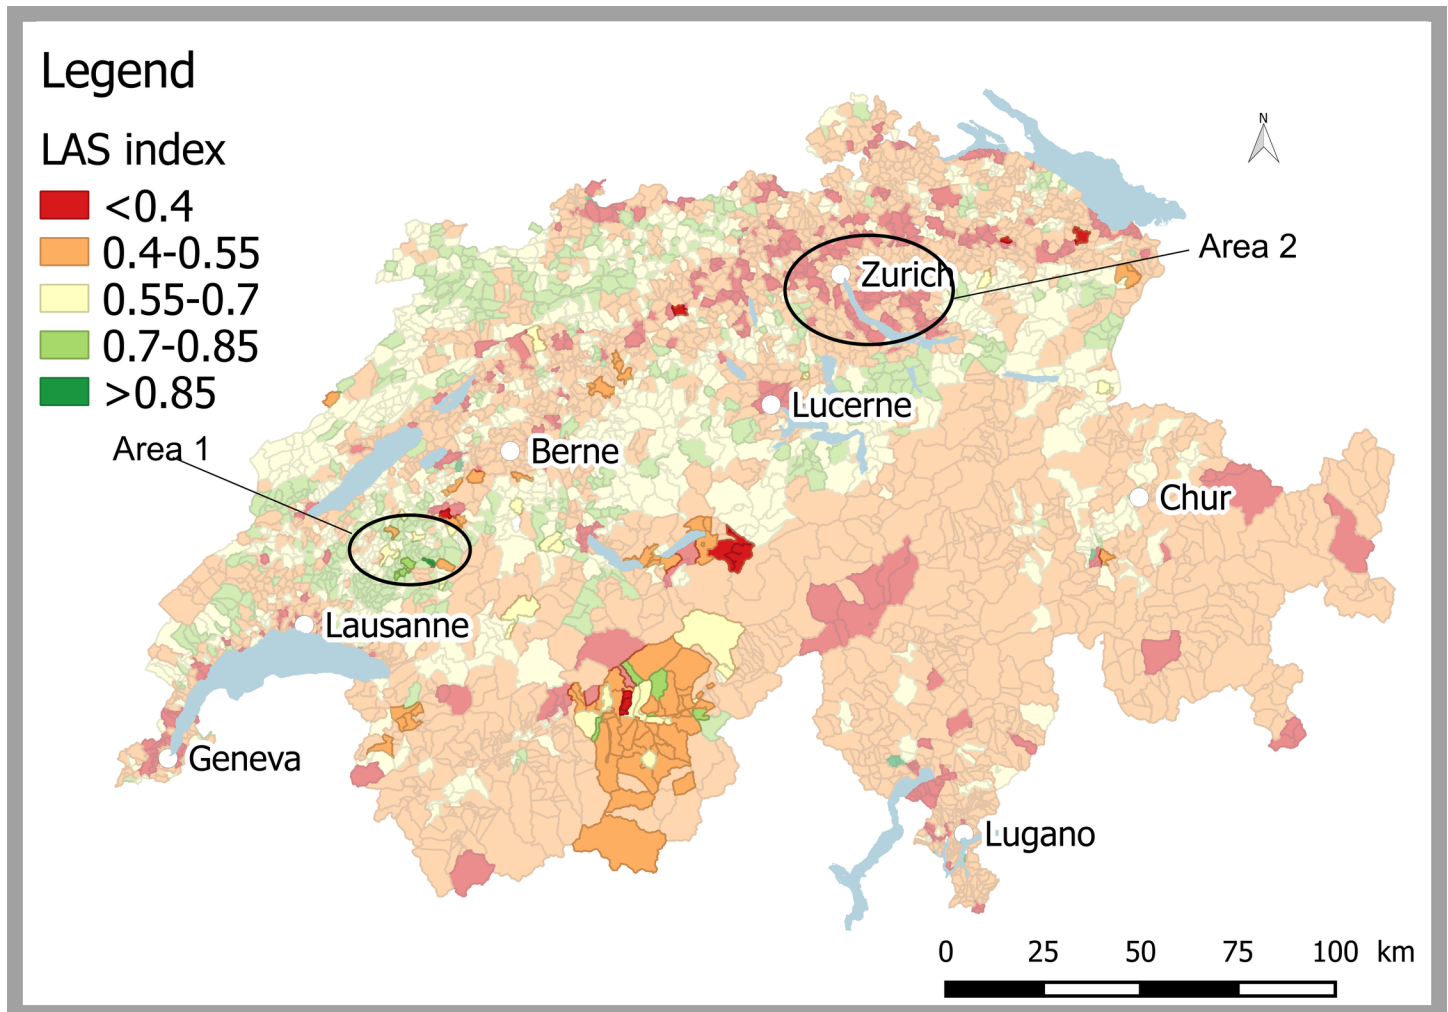 Legend
LAS index
<0.4
0.4-0.55
0.55-0.7
0.7-0.85
>0.85
N
Area 2
Zurich
Lucerne
Area 1
Berne
Chur
Lausanne
Geneva
Lugano
0 25 50 75 100 km